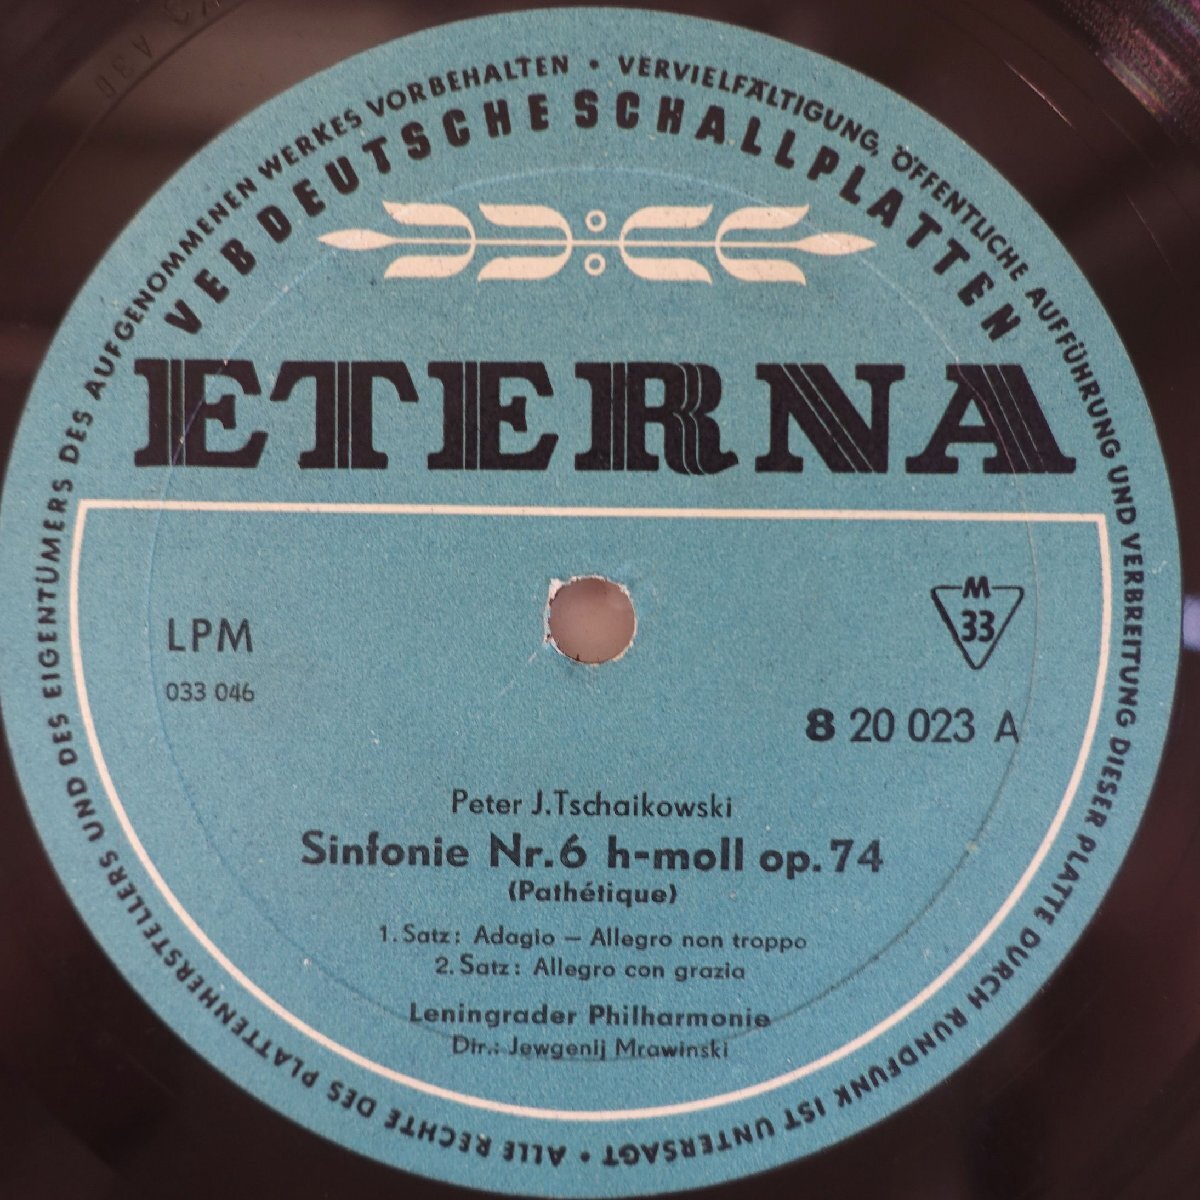 ALLE RECHTE DES PLATTENHERSTELLERS UND DES EIGENTÜMERS DES AUFGENOMMENEN WERKES VORBEHALTEN • VERVIELFÄLTIGUNG, ÖFFENTLICHE AUFFÜHRUNG UND VERBREITUNG DIESER PLATTE DURCH RUNDFUNK IST UNTERSAGT •
VEB DEUTSCHE SCHALLPLATTEN
ETERNA
LPM
033 046
M
33
8 20 023 A
Peter J. Tschaikowski
Sinfonie Nr. 6 h-moll op. 74
(Pathétique)
1. Satz: Adagio – Allegro non troppo
2. Satz: Allegro con grazia
Leningrader Philharmonie
Dir.: Jewgenij Mrawinski